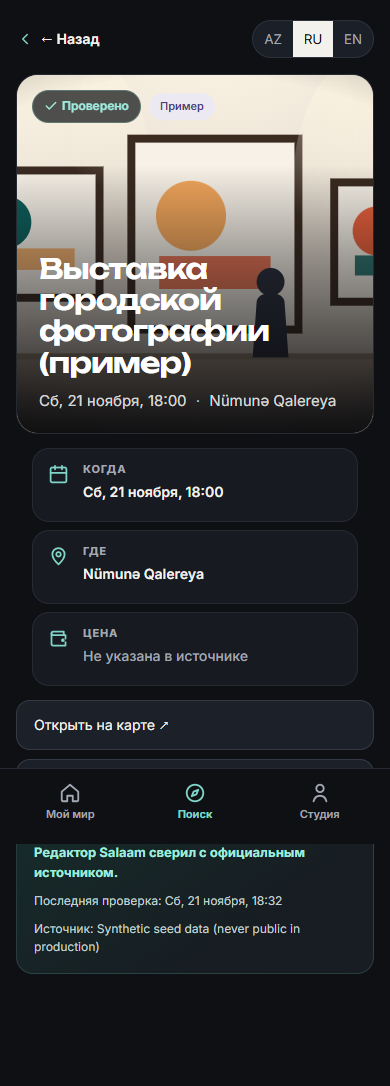 ← Назад
AZ RU EN
Проверено
Пример
Выставка
городской
фотографии
(пример)
Сб, 21 ноября, 18:00 · Nümunə Qalereya
КОГДА
Сб, 21 ноября, 18:00
ГДЕ
Nümunə Qalereya
ЦЕНА
Не указана в источнике
Открыть на карте ↗
Мой мир
Поиск
Студия
Редактор Salaam сверил с официальным
источником.
Последняя проверка: Сб, 21 ноября, 18:32
Источник: Synthetic seed data (never public in
production)